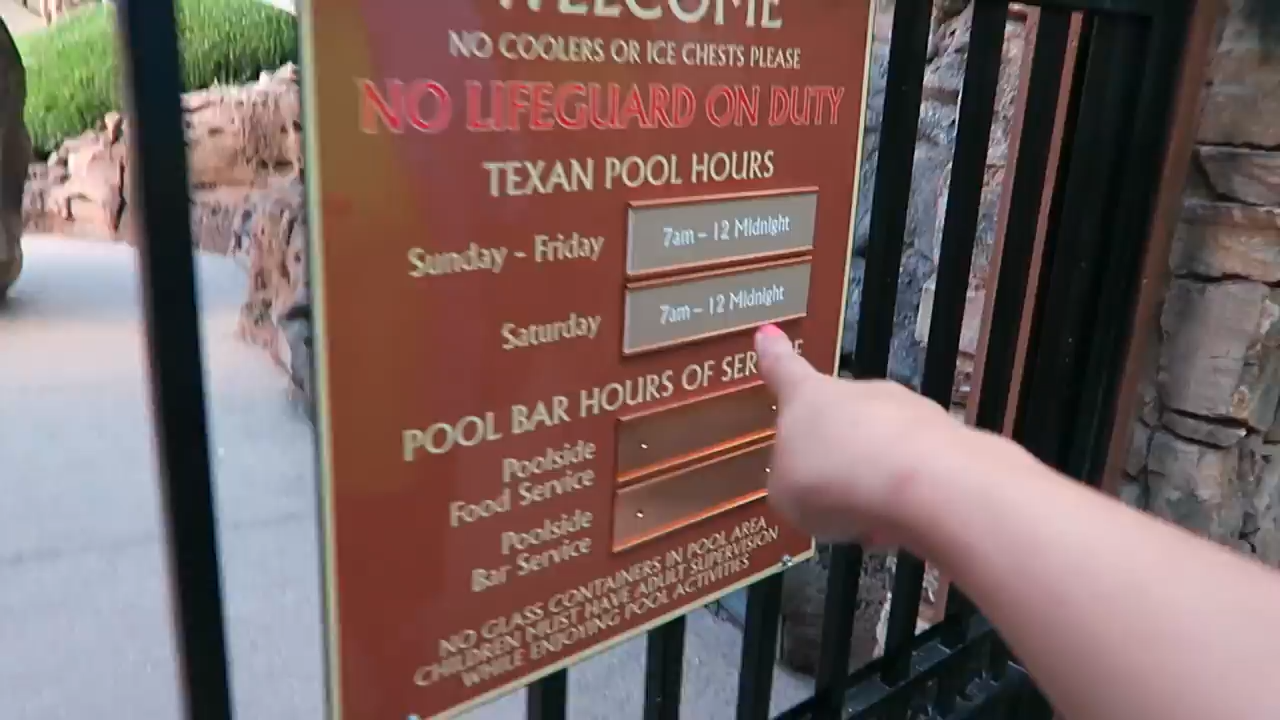 WELCOME
NO COOLERS OR ICE CHESTS PLEASE
NO LIFEGUARD ON DUTY
TEXAN POOL HOURS
Sunday - Friday 7am - 12 Midnight
Saturday 7am - 12 Midnight
POOL BAR HOURS OF SERVICE
Poolside
Food Service
Poolside
Bar Service
NO GLASS CONTAINERS IN POOL AREA
CHILDREN MUST HAVE ADULT SUPERVISION
WHILE ENJOYING POOL ACTIVITIES